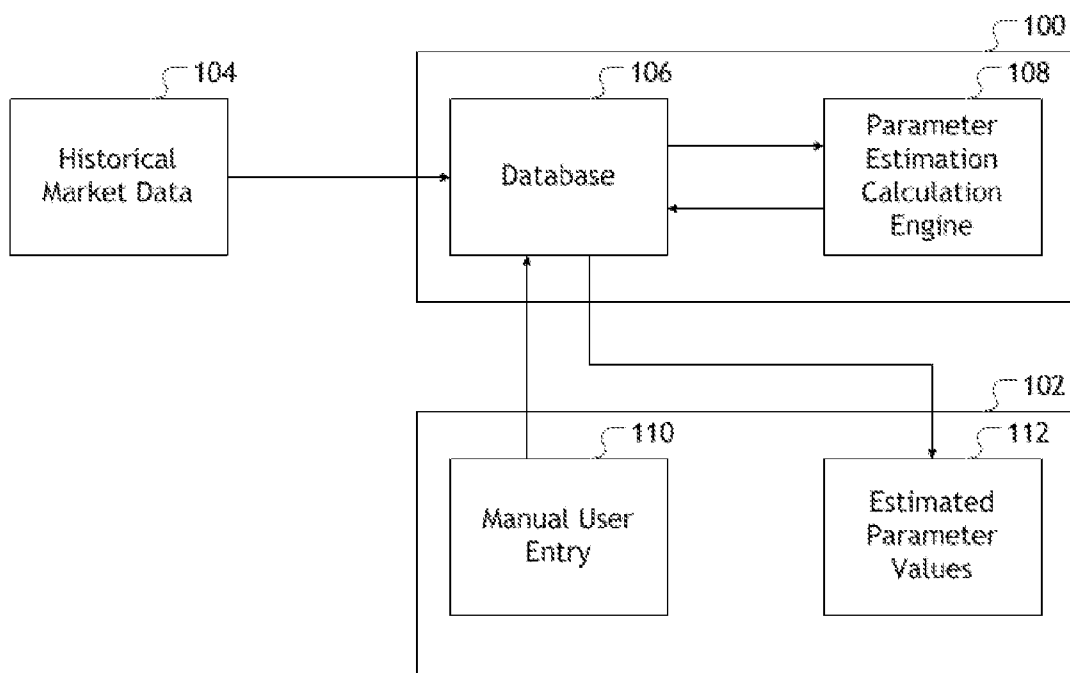 100
104
106
108
Historical
Market Data
Database
Parameter
Estimation
Calculation
Engine
102
110
112
Manual User
Entry
Estimated
Parameter
Values